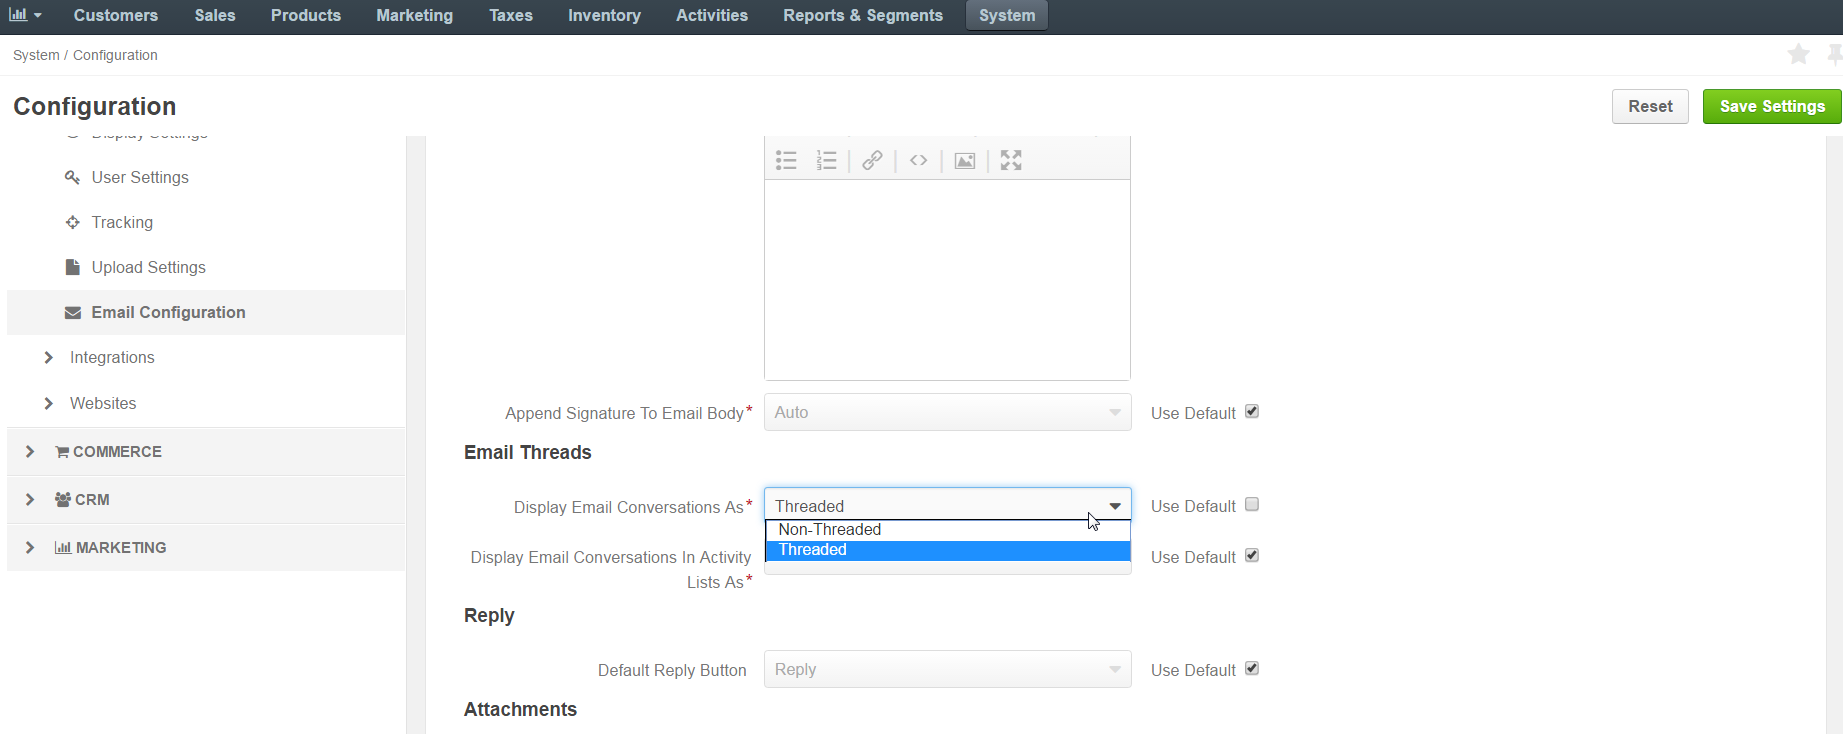 Customers Sales Products Marketing Taxes Inventory Activities Reports & Segments System
System / Configuration
Configuration Reset Save Settings
Display Settings
User Settings
Tracking
Upload Settings
Email Configuration
Integrations
Websites
COMMERCE
CRM
MARKETING
Append Signature To Email Body* Auto Use Default
Email Threads
Display Email Conversations As* Threaded Use Default
Non-Threaded
Threaded
Display Email Conversations In Activity Use Default
Lists As*
Reply
Default Reply Button Reply Use Default
Attachments